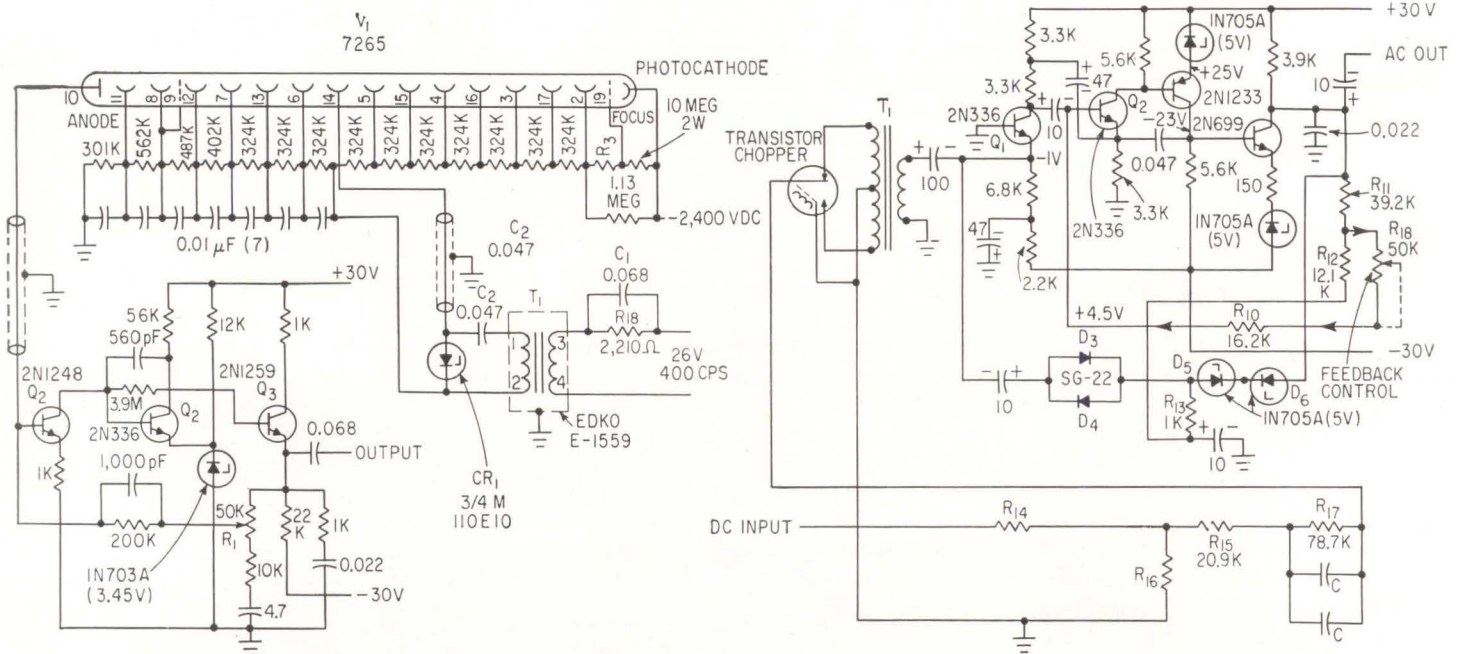 V1
7265
PHOTOCATHODE
10
11
8
9
12
7
13
6
14
5
15
4
16
3
17
2
19
ANODE
FOCUS
10 MEG
2W
301K
562K
487K
402K
324K
324K
324K
324K
324K
324K
324K
324K
324K
324K
R3
1.13
MEG
-2,400 VDC
0.01 µF (7)
C2
0.047
C1
0.068
R18
2,210Ω
26V
400 CPS
C2
0.047
T1
1
2
3
4
EDKO
E-1559
CR1
3/4 M
110E10
+30V
56K
560pF
12K
1K
2N1248
Q2
2N1259
Q3
3.9M
2N336
Q2
0.068
OUTPUT
1K
1,000pF
200K
50K
R1
22
K
1K
10K
0.022
4.7
-30V
IN703A
(3.45V)
TRANSISTOR
CHOPPER
T1
100
+30V
3.3K
3.3K
5.6K
IN705A
(5V)
3.9K
AC OUT
47
+25V
10
2N336
Q1
10
Q2
2N1233
-23V
2N699
0.022
-1V
0.047
6.8K
5.6K
150
R11
39.2K
47
3.3K
2N336
IN705A
(5V)
R18
50K
R12
12.1
K
2.2K
+4.5V
R10
16.2K
-30V
D3
SG-22
D4
D5
D6
FEEDBACK
CONTROL
10
R13
1K
IN705A(5V)
10
DC INPUT
R14
R17
78.7K
R15
20.9K
R16
C
C